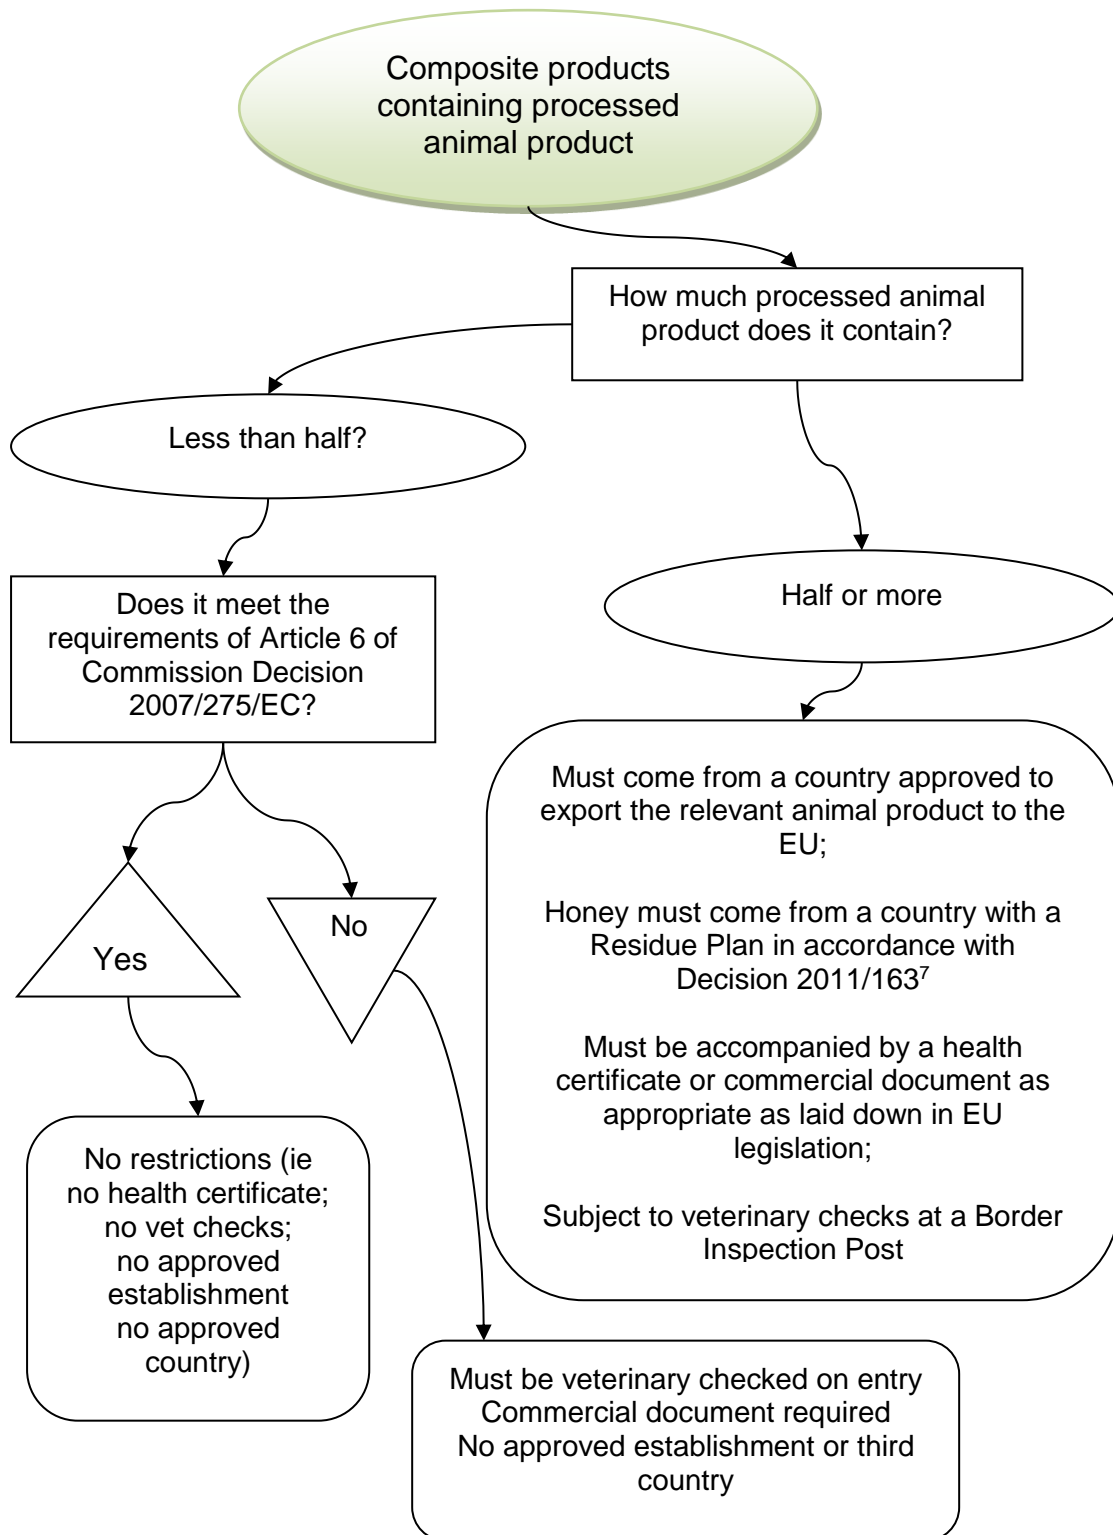 Composite products
containing processed
animal product
How much processed animal
product does it contain?
Less than half?
Does it meet the
requirements of Article 6 of
Commission Decision
2007/275/EC?
Half or more
Must come from a country approved to
export the relevant animal product to the
EU;
Honey must come from a country with a
Residue Plan in accordance with
Decision 2011/163⁷
Must be accompanied by a health
certificate or commercial document as
appropriate as laid down in EU
legislation;
Subject to veterinary checks at a Border
Inspection Post
Yes
No
No restrictions (ie
no health certificate;
no vet checks;
no approved
establishment
no approved
country)
Must be veterinary checked on entry
Commercial document required
No approved establishment or third
country